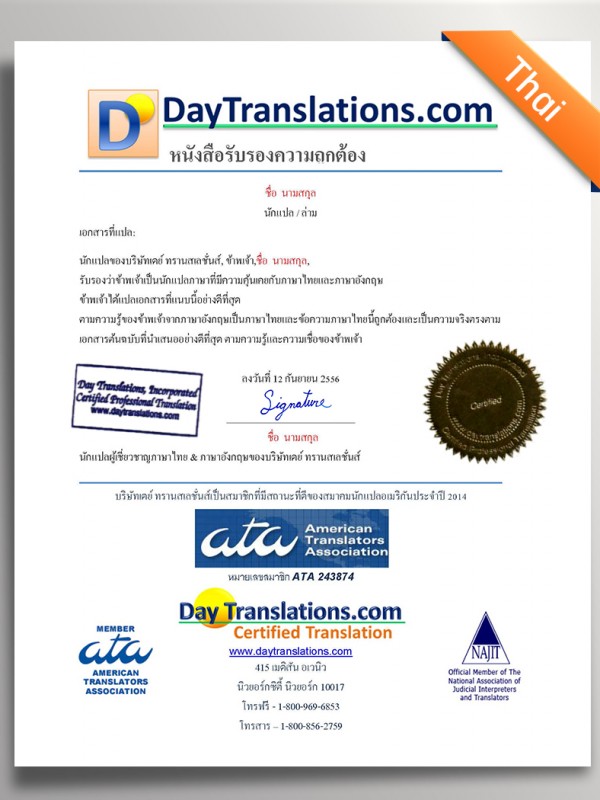 Thai
D DayTranslations.com
หนังสือรับรองความถูกต้อง
ชื่อ นามสกุล
นักแปล / ล่าม
เอกสารที่แปล:
นักแปลของบริษัทเดย์ ทรานสเลชั่นส์, ข้าพเจ้า,ชื่อ นามสกุล,
รับรองว่าข้าพเจ้าเป็นนักแปลภาษาที่มีความคุ้นเคยกับภาษาไทยและภาษาอังกฤษ
ข้าพเจ้าได้แปลเอกสารที่แนบนี้อย่างดีที่สุด
ตามความรู้ของข้าพเจ้าจากภาษาอังกฤษเป็นภาษาไทยและข้อความภาษาไทยนี้ถูกต้องและเป็นความจริงตรงตาม
เอกสารต้นฉบับที่นำเสนออย่างดีที่สุด ตามความรู้และความเชื่อของข้าพเจ้า
Day Translations, Incorporated
Certified Professional Translation
www.daytranslations.com
ลงวันที่ 12 กันยายน 2556
Signature
Certified
ชื่อ นามสกุล
นักแปลผู้เชี่ยวชาญภาษาไทย & ภาษาอังกฤษของบริษัทเดย์ ทรานสเลชั่นส์
บริษัทเดย์ ทรานสเลชั่นส์เป็นสมาชิกที่มีสถานะที่ดีของสมาคมนักแปลอเมริกันประจำปี 2014
ata American
Translators
Association
หมายเลขสมาชิก ATA 243874
Day Translations.com
Certified Translation
www.daytranslations.com
415 เมดิสัน อเวนิว
นิวยอร์กซิตี้ นิวยอร์ก 10017
โทรฟรี - 1-800-969-6853
โทรสาร – 1-800-856-2759
MEMBER
ata
AMERICAN
TRANSLATORS
ASSOCIATION
NAJIT
Official Member of The
National Association of
Judicial Interpreters
and Translators